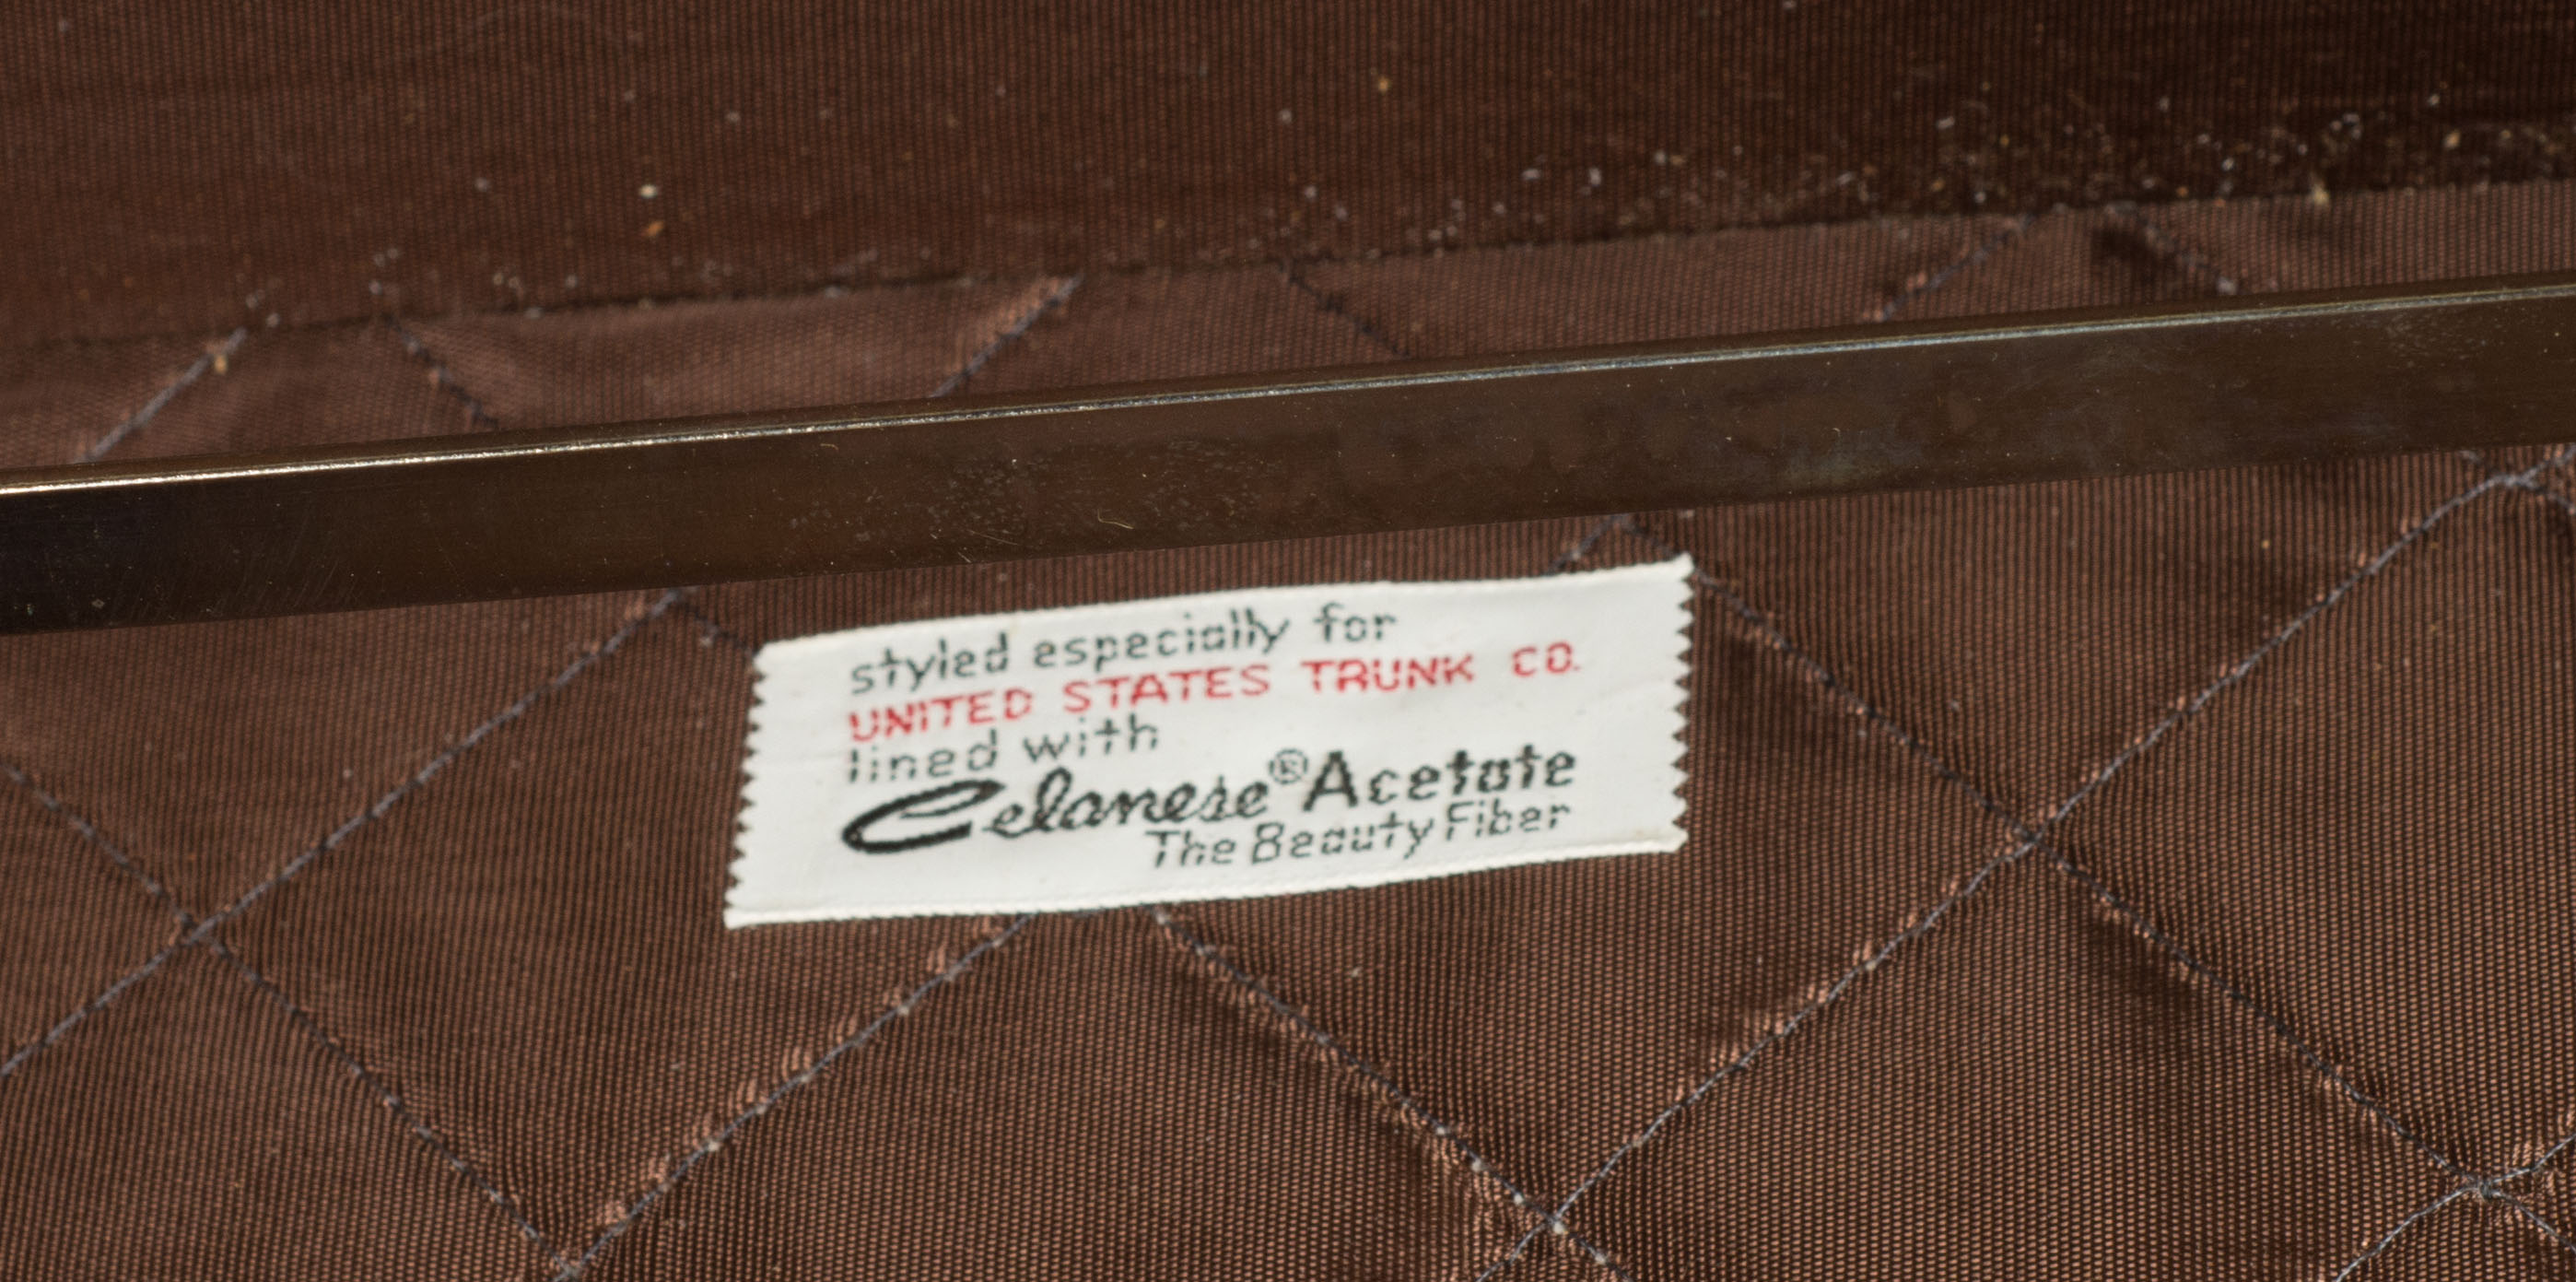 styled especially for
UNITED STATES TRUNK CO.
lined with
Celanese® Acetate
The Beauty Fiber